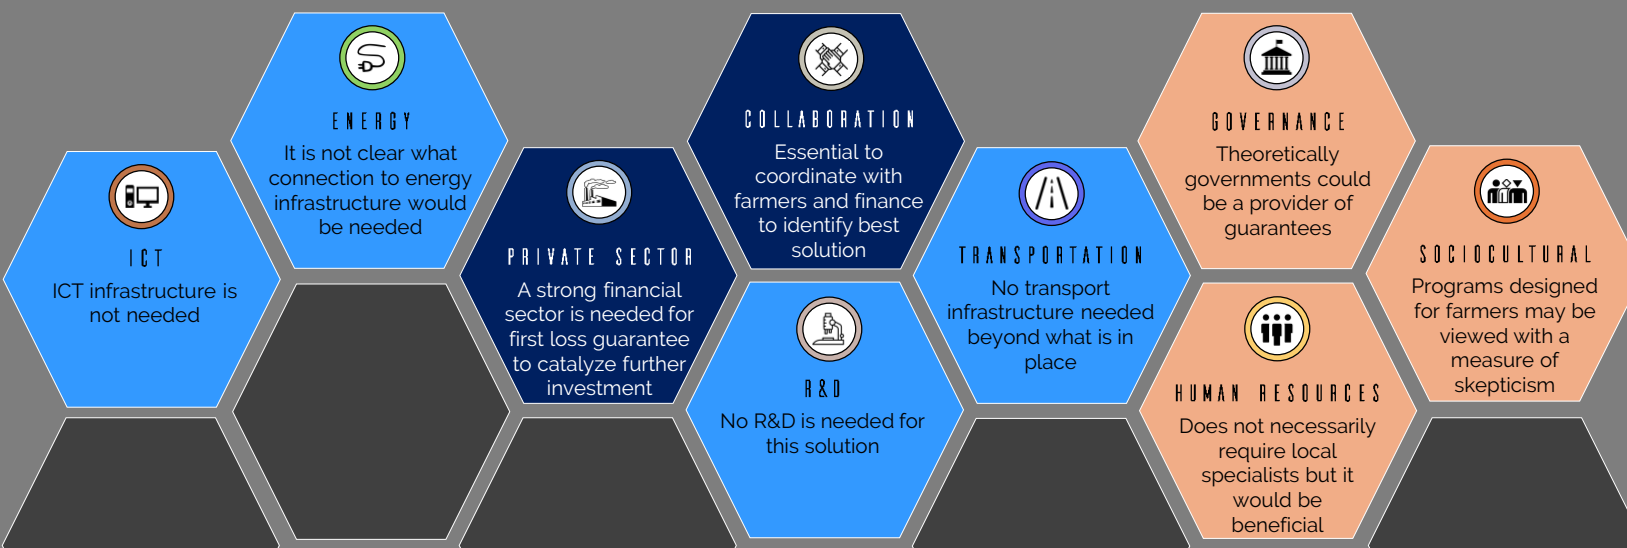 ENERGY
It is not clear what
connection to energy
infrastructure would
be needed
ICT
ICT infrastructure is
not needed
PRIVATE SECTOR
A strong financial
sector is needed for
first loss guarantee
to catalyze further
investment
COLLABORATION
Essential to
coordinate with
farmers and finance
to identify best
solution
R&D
No R&D is needed for
this solution
TRANSPORTATION
No transport
infrastructure needed
beyond what is in
place
GOVERNANCE
Theoretically
governments could
be a provider of
guarantees
HUMAN RESOURCES
Does not necessarily
require local
specialists but it
would be
beneficial
SOCIOCULTURAL
Programs designed
for farmers may be
viewed with a
measure of
skepticism